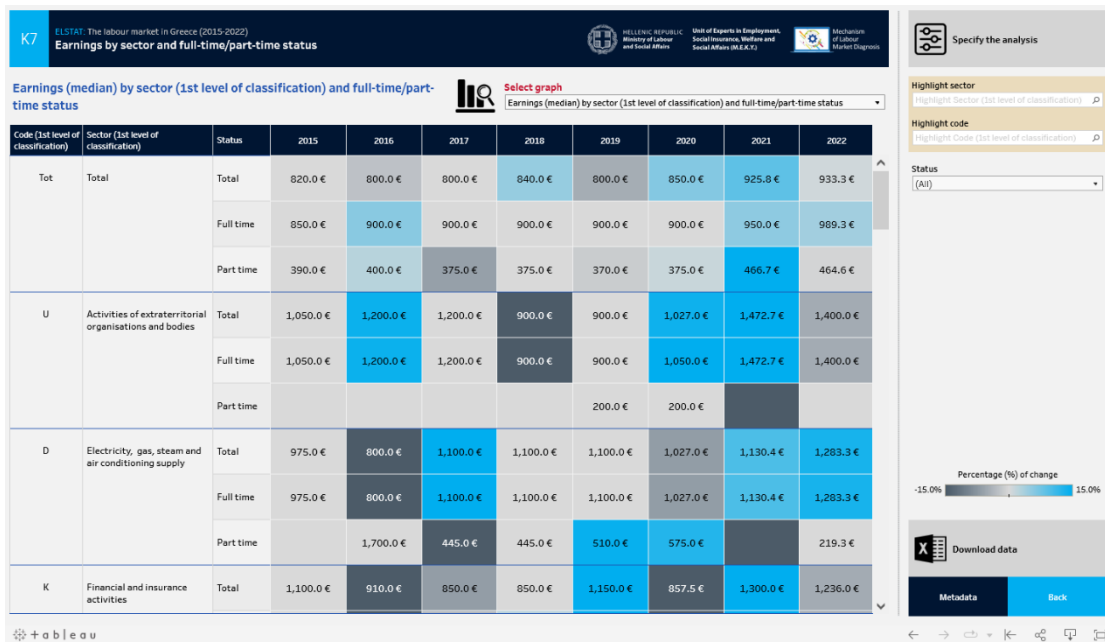 K7
ELSTAT: The labour market in Greece (2015-2022)
Earnings by sector and full-time/part-time status
HELLENIC REPUBLIC
Ministry of Labour
and Social Affairs
Unit of Experts in Employment,
Social Insurance, Welfare and
Social Affairs (M.E.K.Y.)
Mechanism
of Labour
Market Diagnosis
Specify the analysis
Earnings (median) by sector (1st level of classification) and full-time/part-
time status
Select graph
Earnings (median) by sector (1st level of classification) and full-time/part-time status
Highlight sector
Highlight Sector (1st level of classification)
Highlight code
Highlight Code (1st level of classification)
Status
(All)
Code (1st level of
classification)
Sector (1st level of
classification)
Status 2015 2016 2017 2018 2019 2020 2021 2022
Tot Total Total 820.0 € 800.0 € 800.0 € 840.0 € 800.0 € 850.0 € 925.8 € 933.3 €
Full time 850.0 € 900.0 € 900.0 € 900.0 € 900.0 € 900.0 € 950.0 € 989.3 €
Part time 390.0 € 400.0 € 375.0 € 375.0 € 370.0 € 375.0 € 466.7 € 464.6 €
U Activities of extraterritorial
organisations and bodies
Total 1,050.0 € 1,200.0 € 1,200.0 € 900.0 € 900.0 € 1,027.0 € 1,472.7 € 1,400.0 €
Full time 1,050.0 € 1,200.0 € 1,200.0 € 900.0 € 900.0 € 1,050.0 € 1,472.7 € 1,400.0 €
Part time 200.0 € 200.0 €
D Electricity, gas, steam and
air conditioning supply
Total 975.0 € 800.0 € 1,100.0 € 1,100.0 € 1,100.0 € 1,027.0 € 1,130.4 € 1,283.3 €
Full time 975.0 € 800.0 € 1,100.0 € 1,100.0 € 1,100.0 € 1,027.0 € 1,130.4 € 1,283.3 €
Part time 1,700.0 € 445.0 € 445.0 € 510.0 € 575.0 € 219.3 €
K Financial and insurance
activities
Total 1,100.0 € 910.0 € 850.0 € 850.0 € 1,150.0 € 857.5 € 1,300.0 € 1,236.0 €
Percentage (%) of change
-15.0% 15.0%
Download data
Metadata
Back
+ableau